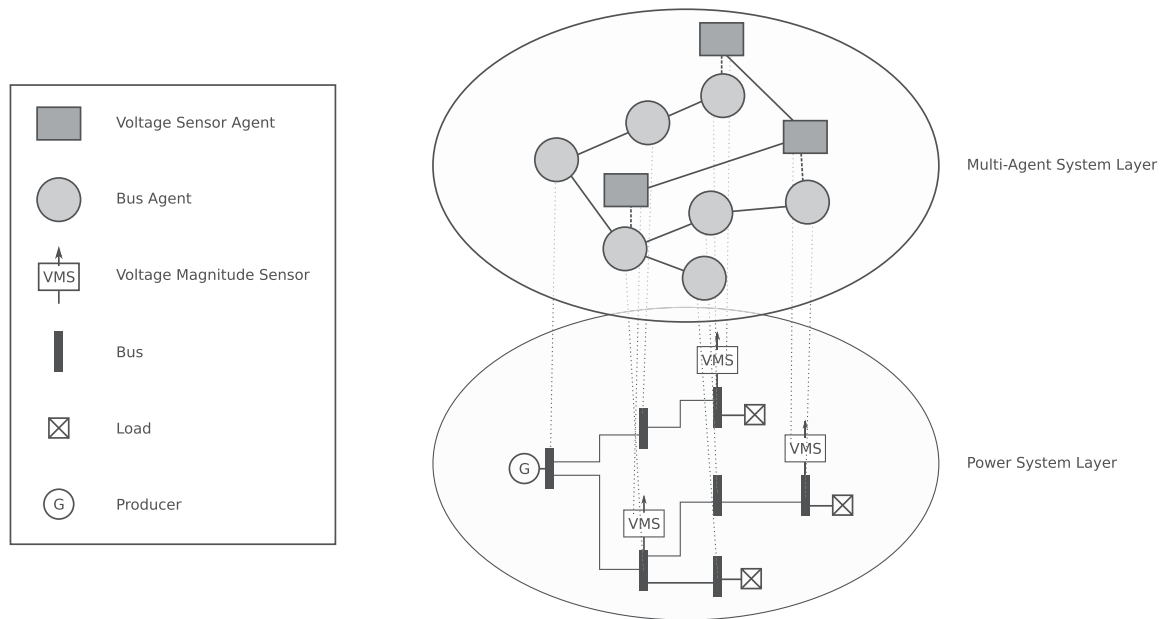 Voltage Sensor Agent
Bus Agent
VMS
Voltage Magnitude Sensor
Bus
Load
G
Producer
Multi-Agent System Layer
VMS
VMS
G
Power System Layer
VMS